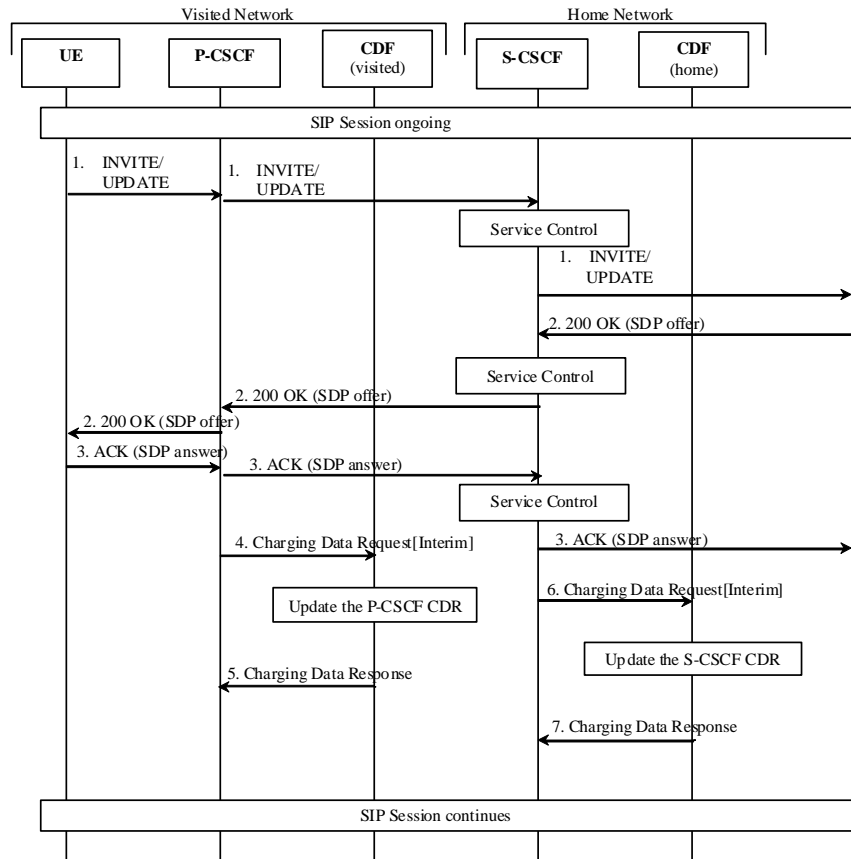 Visited Network
Home Network
UE
P-CSCF
CDF
(visited)
S-CSCF
CDF
(home)
SIP Session ongoing
1. INVITE/
UPDATE
1. INVITE/
UPDATE
Service Control
1. INVITE/
UPDATE
2. 200 OK (SDP offer)
Service Control
2. 200 OK (SDP offer)
2. 200 OK (SDP offer)
3. ACK (SDP answer)
3. ACK (SDP answer)
Service Control
3. ACK (SDP answer)
4. Charging Data Request[Interim]
6. Charging Data Request[Interim]
Update the P-CSCF CDR
Update the S-CSCF CDR
5. Charging Data Response
7. Charging Data Response
SIP Session continues